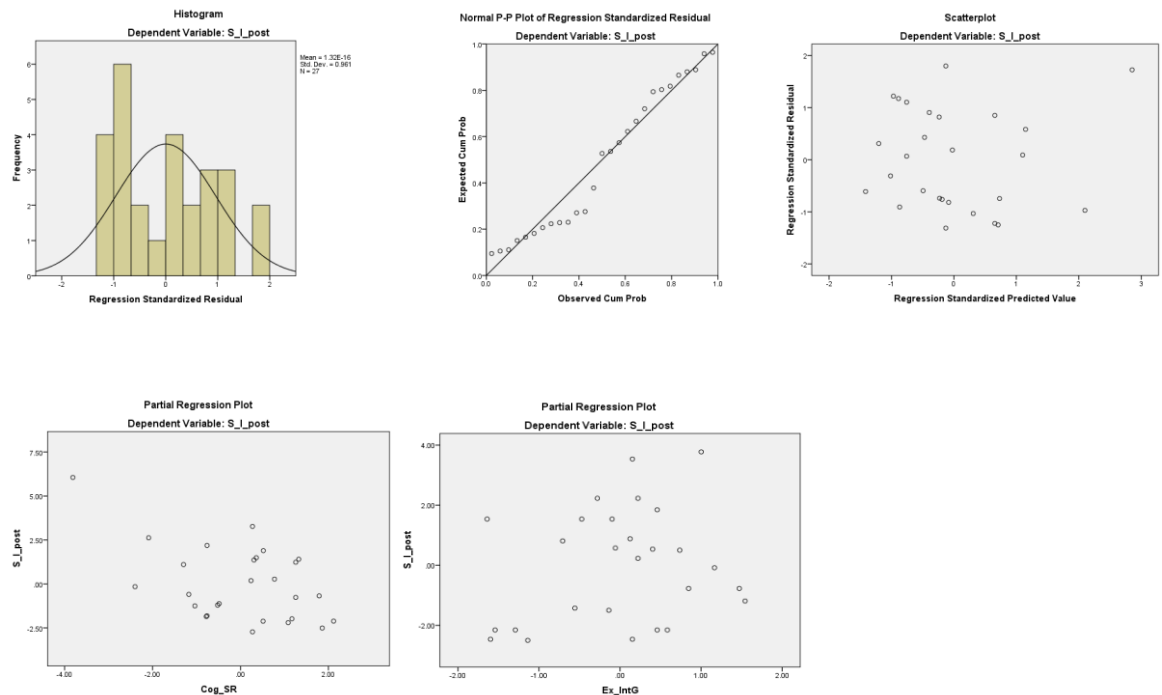 Histogram
Dependent Variable: S_I_post
Mean = 1.32E-16
Std. Dev. = 0.961
N = 27
6
5
4
3
2
1
0
Frequency
-2 -1 0 1 2
Regression Standardized Residual
Normal P-P Plot of Regression Standardized Residual
Dependent Variable: S_I_post
1.0
0.8
0.6
0.4
0.2
0.0
Expected Cum Prob
0.0 0.2 0.4 0.6 0.8 1.0
Observed Cum Prob
Scatterplot
Dependent Variable: S_I_post
2
1
0
-1
-2
Regression Standardized Residual
-2 -1 0 1 2 3
Regression Standardized Predicted Value
Partial Regression Plot
Dependent Variable: S_I_post
7.50
5.00
2.50
.00
-2.50
S_I_post
-4.00 -2.00 .00 2.00
Cog_SR
Partial Regression Plot
Dependent Variable: S_I_post
4.00
2.00
.00
-2.00
S_I_post
-2.00 -1.00 .00 1.00 2.00
Ex_IntG